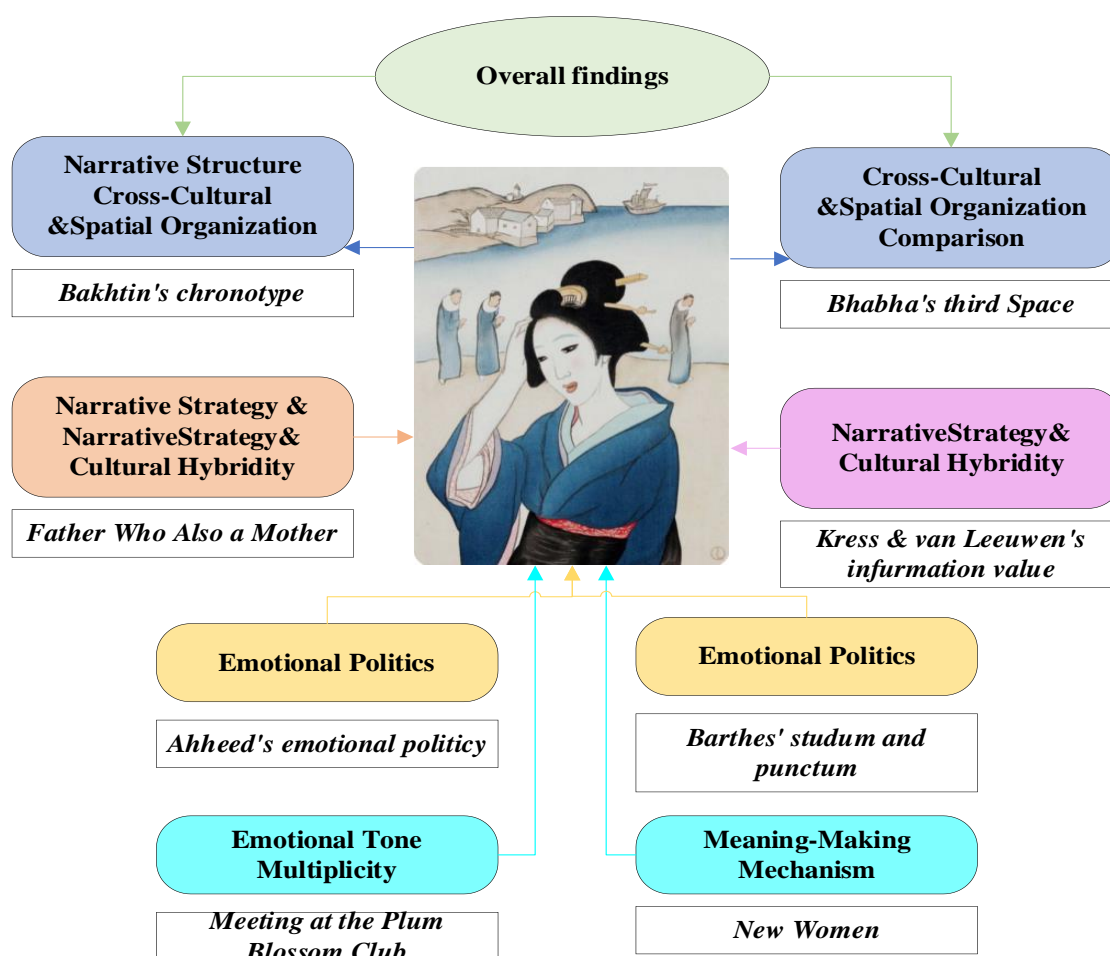 Overall findings
Narrative Structure
Cross-Cultural
&Spatial Organization
Bakhtin's chronotype
Cross-Cultural
&Spatial Organization
Comparison
Bhabha's third Space
Narrative Strategy &
NarrativeStrategy&
Cultural Hybridity
Father Who Also a Mother
NarrativeStrategy&
Cultural Hybridity
Kress & van Leeuwen's
infurmation value
Emotional Politics
Ahheed's emotional politicy
Emotional Politics
Barthes' studum and
punctum
Emotional Tone
Multiplicity
Meeting at the Plum
Blossom Club
Meaning-Making
Mechanism
New Women